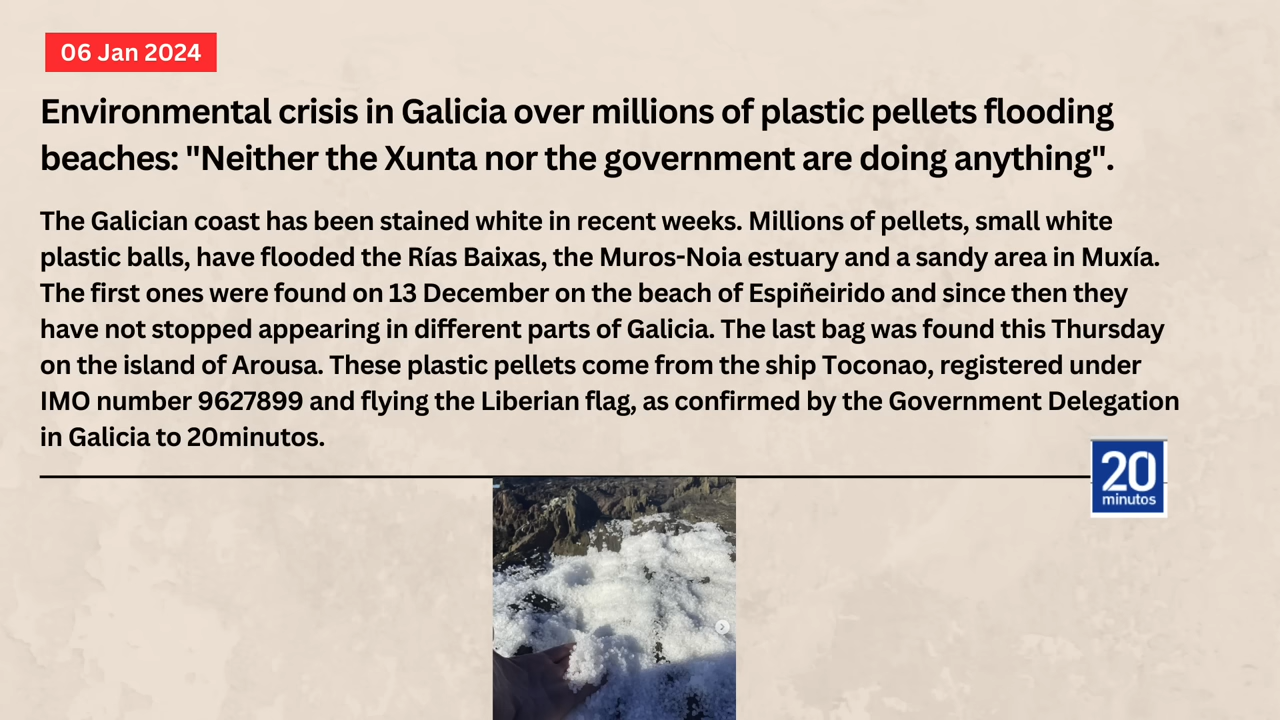 06 Jan 2024
Environmental crisis in Galicia over millions of plastic pellets flooding
beaches: "Neither the Xunta nor the government are doing anything".
The Galician coast has been stained white in recent weeks. Millions of pellets, small white
plastic balls, have flooded the Rías Baixas, the Muros-Noia estuary and a sandy area in Muxía.
The first ones were found on 13 December on the beach of Espiñeirido and since then they
have not stopped appearing in different parts of Galicia. The last bag was found this Thursday
on the island of Arousa. These plastic pellets come from the ship Toconao, registered under
IMO number 9627899 and flying the Liberian flag, as confirmed by the Government Delegation
in Galicia to 20minutos.
20
minutos